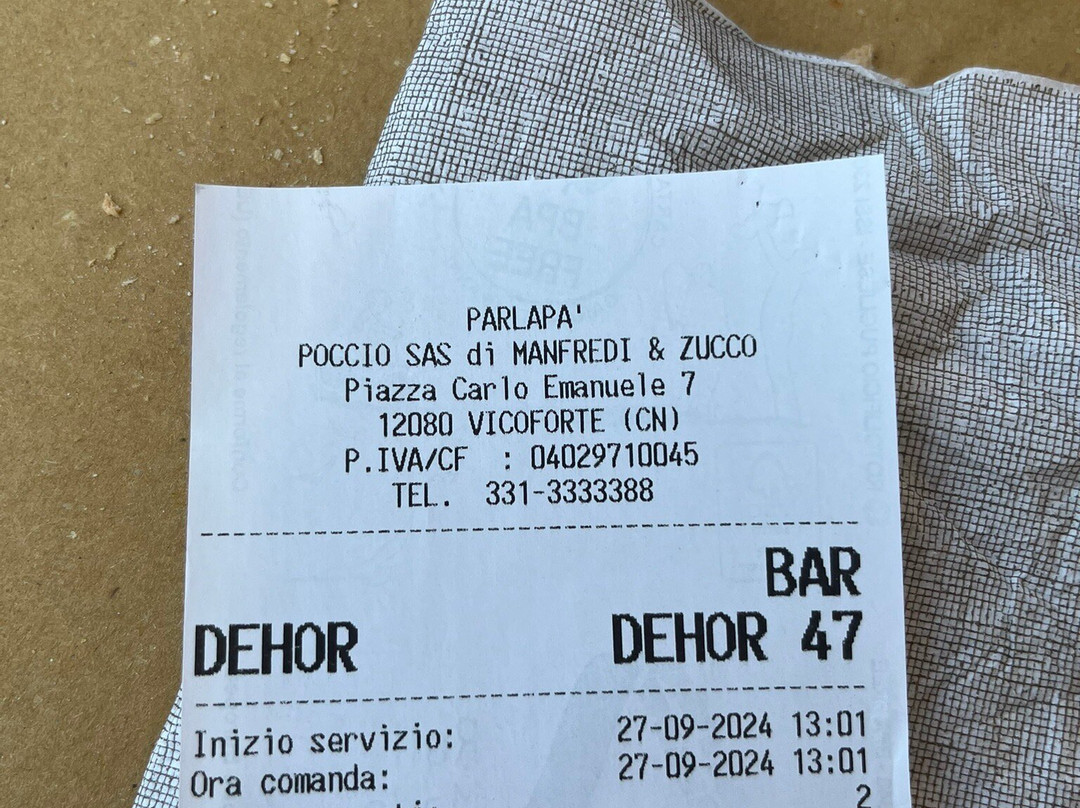 PARLAPA'
POCCIO SAS di MANFREDI & ZUCCO
Piazza Carlo Emanuele 7
12080 VICOFORTE (CN)
P.IVA/CF : 04029710045
TEL. 331-3333388
BAR
DEHOR DEHOR 47
Inizio servizio: 27-09-2024 13:01
Ora comanda: 27-09-2024 13:01
2
BPA
FREE